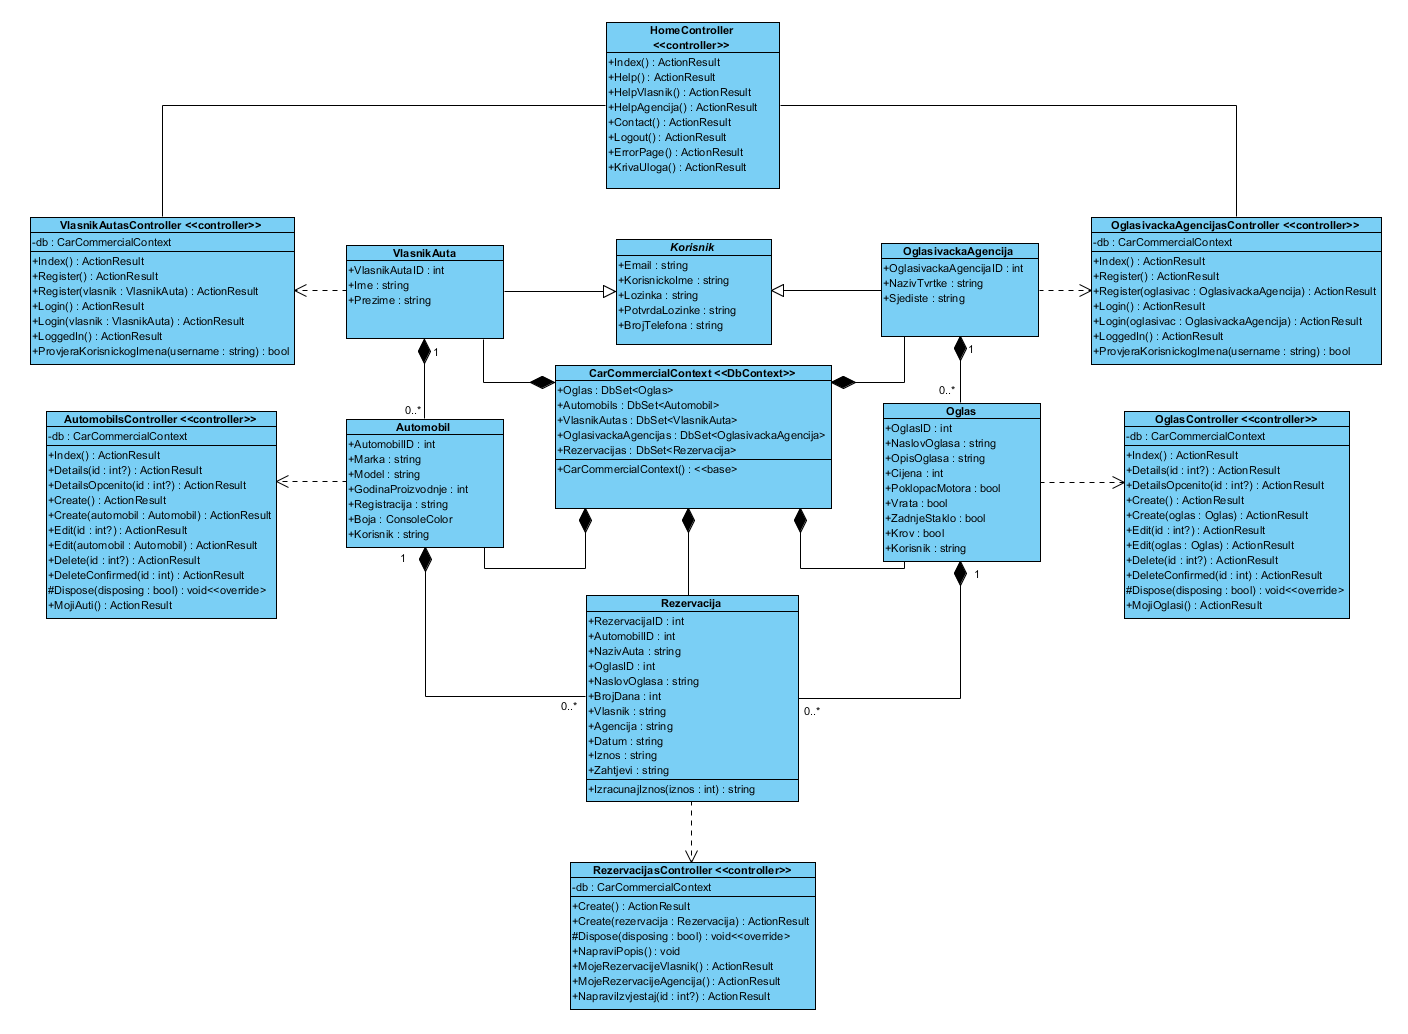 HomeController
<<controller>>
+Index() : ActionResult
+Help() : ActionResult
+HelpVlasnik() : ActionResult
+HelpAgencija() : ActionResult
+Contact() : ActionResult
+Logout() : ActionResult
+ErrorPage() : ActionResult
+KrivaUloga() : ActionResult
VlasnikAutasController <<controller>>
-db : CarCommercialContext
+Index() : ActionResult
+Register() : ActionResult
+Register(vlasnik : VlasnikAuta) : ActionResult
+Login() : ActionResult
+Login(vlasnik : VlasnikAuta) : ActionResult
+LoggedIn() : ActionResult
+ProvjeraKorisnickogImena(username : string) : bool
VlasnikAuta
+VlasnikAutaID : int
+Ime : string
+Prezime : string
Korisnik
+Email : string
+KorisnickoIme : string
+Lozinka : string
+PotvrdaLozinke : string
+BrojTelefona : string
OglasivackaAgencija
+OglasivackaAgencijaID : int
+NazivTvrtke : string
+Sjediste : string
OglasivackaAgencijasController <<controller>>
-db : CarCommercialContext
+Index() : ActionResult
+Register() : ActionResult
+Register(oglasivac : OglasivackaAgencija) : ActionResult
+Login() : ActionResult
+Login(oglasivac : OglasivackaAgencija) : ActionResult
+LoggedIn() : ActionResult
+ProvjeraKorisnickogImena(username : string) : bool
1
0..*
1
0..*
CarCommercialContext <<DbContext>>
+Oglas : DbSet<Oglas>
+Automobils : DbSet<Automobil>
+VlasnikAutas : DbSet<VlasnikAuta>
+OglasivackaAgencijas : DbSet<OglasivackaAgencija>
+Rezervacijas : DbSet<Rezervacija>
+CarCommercialContext() : <<base>
AutomobilsController <<controller>>
-db : CarCommercialContext
+Index() : ActionResult
+Details(id : int?) : ActionResult
+DetailsOpcenito(id : int?) : ActionResult
+Create() : ActionResult
+Create(automobil : Automobil) : ActionResult
+Edit(id : int?) : ActionResult
+Edit(automobil : Automobil) : ActionResult
+Delete(id : int?) : ActionResult
+DeleteConfirmed(id : int) : ActionResult
#Dispose(disposing : bool) : void<<override>
+MojiAuti() : ActionResult
Automobil
+AutomobilID : int
+Marka : string
+Model : string
+GodinaProizvodnje : int
+Registracija : string
+Boja : ConsoleColor
+Korisnik : string
Oglas
+OglasID : int
+NaslovOglasa : string
+OpisOglasa : string
+Cijena : int
+PoklopacMotora : bool
+Vrata : bool
+ZadnjeStaklo : bool
+Krov : bool
+Korisnik : string
OglasController <<controller>>
-db : CarCommercialContext
+Index() : ActionResult
+Details(id : int?) : ActionResult
+DetailsOpcenito(id : int?) : ActionResult
+Create() : ActionResult
+Create(oglas : Oglas) : ActionResult
+Edit(id : int?) : ActionResult
+Edit(oglas : Oglas) : ActionResult
+Delete(id : int?) : ActionResult
+DeleteConfirmed(id : int) : ActionResult
#Dispose(disposing : bool) : void<<override>
+MojiOglasi() : ActionResult
1
0..*
1
0..*
Rezervacija
+RezervacijaID : int
+AutomobilID : int
+NazivAuta : string
+OglasID : int
+NaslovOglasa : string
+BrojDana : int
+Vlasnik : string
+Agencija : string
+Datum : string
+Iznos : string
+Zahtjevi : string
+IzracunajIznos(iznos : int) : string
RezervacijasController <<controller>>
-db : CarCommercialContext
+Create() : ActionResult
+Create(rezervacija : Rezervacija) : ActionResult
#Dispose(disposing : bool) : void<<override>
+NapraviPopis() : void
+MojeRezervacijeVlasnik() : ActionResult
+MojeRezervacijeAgencija() : ActionResult
+NapraviIzvjestaj(id : int?) : ActionResult